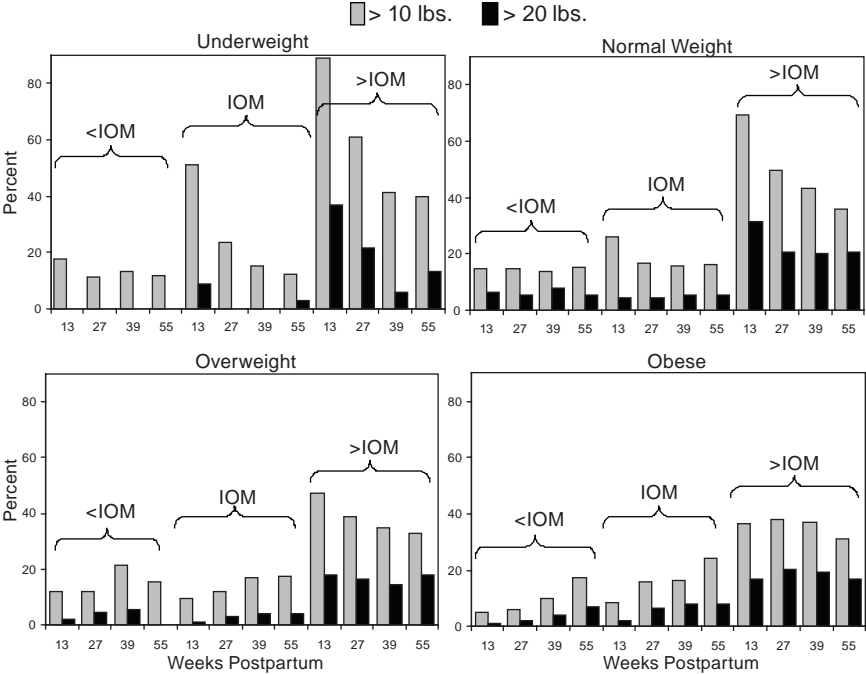 > 10 lbs. > 20 lbs.
Underweight
Percent
80
60
40
20
0
<IOM
IOM
>IOM
13 27 39 55 13 27 39 55 13 27 39 55
Normal Weight
80
60
40
20
0
<IOM
IOM
>IOM
13 27 39 55 13 27 39 55 13 27 39 55
Overweight
Percent
80
60
40
20
0
<IOM
IOM
>IOM
13 27 39 55 13 27 39 55 13 27 39 55
Weeks Postpartum
Obese
80
60
40
20
0
<IOM
IOM
>IOM
13 27 39 55 13 27 39 55 13 27 39 55
Weeks Postpartum